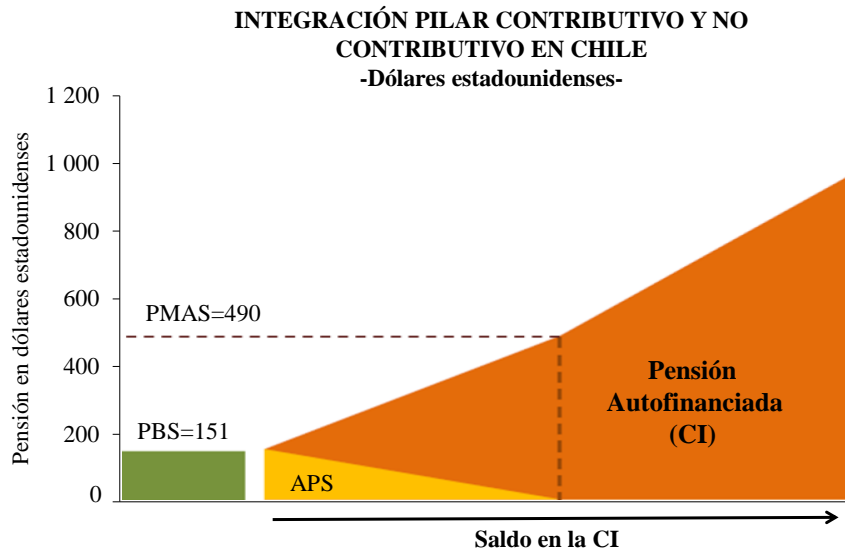 INTEGRACIÓN PILAR CONTRIBUTIVO Y NO
CONTRIBUTIVO EN CHILE
-Dólares estadounidenses-
Pensión en dólares estadounidenses
1 200
1 000
800
600
400
200
0
PMAS=490
PBS=151
APS
Pensión
Autofinanciada
(CI)
Saldo en la CI